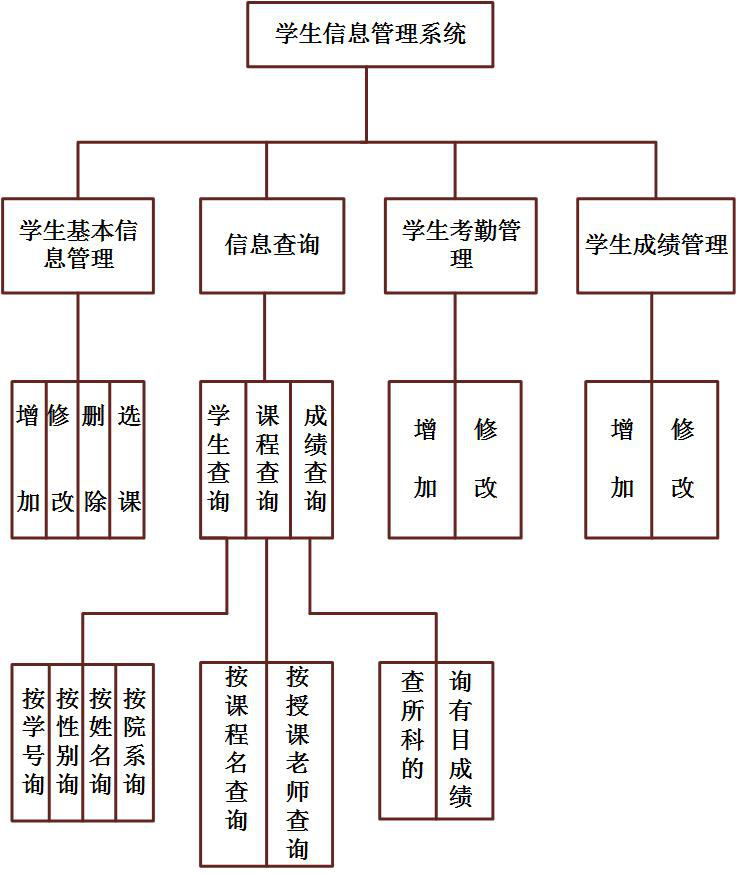 学生信息管理系统
学生基本信
息管理
信息查询
学生考勤管
理
学生成绩管理
增加
修改
删除
选课
学生查询
课程查询
成绩查询
增加
修改
增加
修改
按学号询
按性别询
按姓名询
按院系询
按课程名查询
按授课老师查询
查所科的
询有目成绩